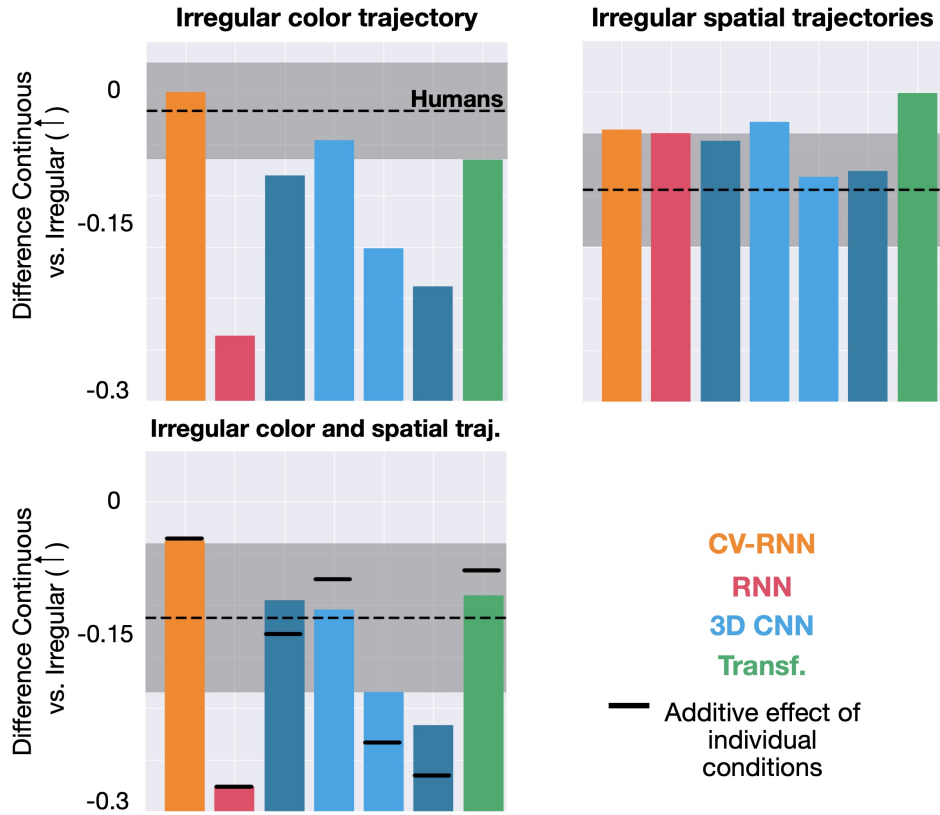 Irregular color trajectory
Irregular spatial trajectories
Difference Continuous
vs. Irregular (↑)
0
-0.15
-0.3
Humans
Irregular color and spatial traj.
Difference Continuous
vs. Irregular (↑)
0
-0.15
-0.3
CV-RNN
RNN
3D CNN
Transf.
Additive effect of
individual
conditions